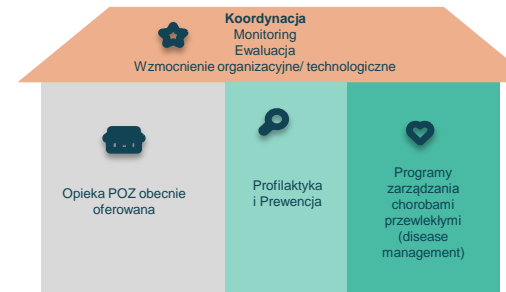 Koordynacja
Monitoring
Ewaluacja
Wzmocnienie organizacyjne/ technologiczne
Opieka POZ obecnie
oferowana
Profilaktyka
i Prewencja
Programy
zarządzania
chorobami
przewlekłymi
(disease
management)